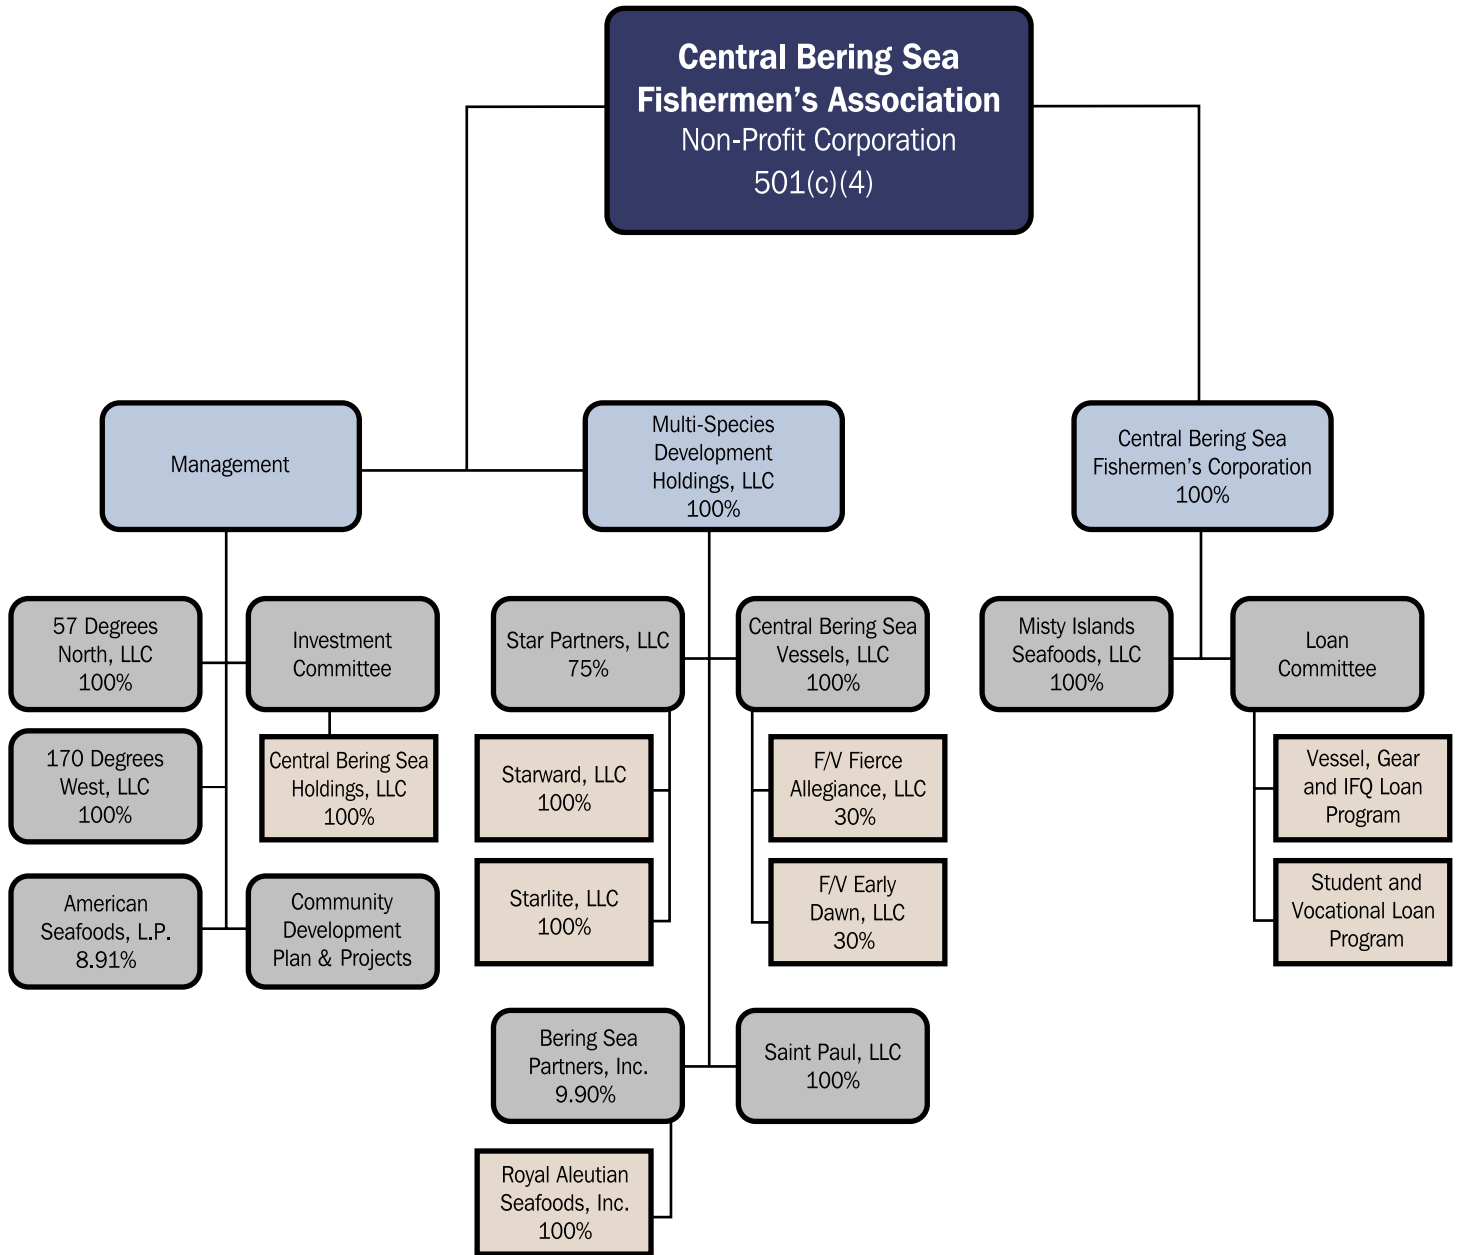 Central Bering Sea
Fishermen's Association
Non-Profit Corporation
501(c)(4)
Management
Multi-Species
Development
Holdings, LLC
100%
Central Bering Sea
Fishermen's Corporation
100%
57 Degrees
North, LLC
100%
Investment
Committee
Central Bering Sea
Holdings, LLC
100%
170 Degrees
West, LLC
100%
American
Seafoods, L.P.
8.91%
Community
Development
Plan & Projects
Star Partners, LLC
75%
Starward, LLC
100%
Starlite, LLC
100%
Central Bering Sea
Vessels, LLC
100%
F/V Fierce
Allegiance, LLC
30%
F/V Early
Dawn, LLC
30%
Bering Sea
Partners, Inc.
9.90%
Royal Aleutian
Seafoods, Inc.
100%
Saint Paul, LLC
100%
Misty Islands
Seafoods, LLC
100%
Loan
Committee
Vessel, Gear
and IFQ Loan
Program
Student and
Vocational Loan
Program